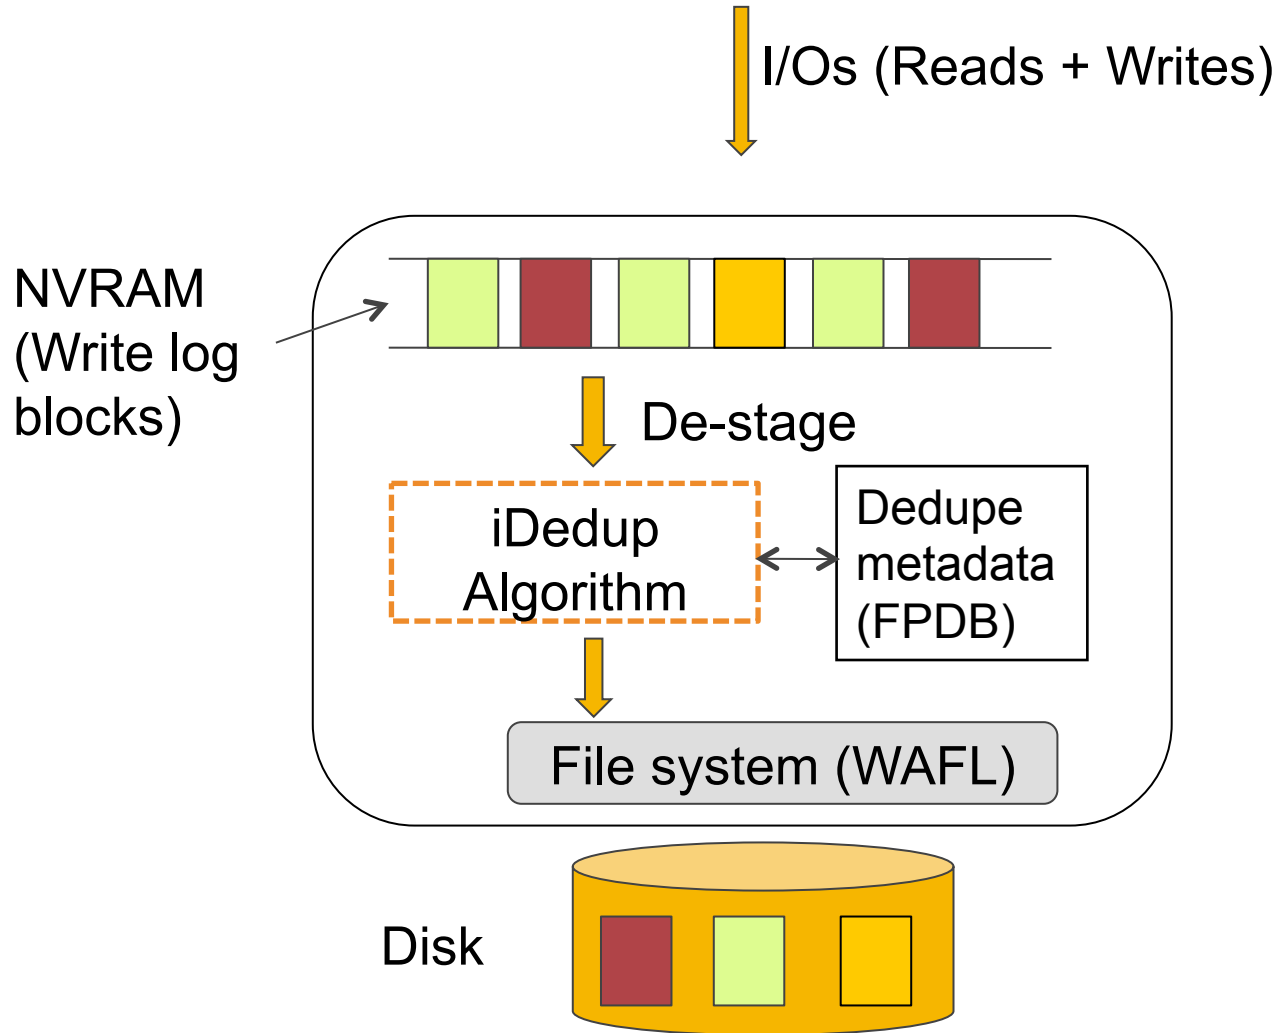 I/Os (Reads + Writes)
NVRAM
(Write log
blocks)
De-stage
iDedup
Algorithm
Dedupe
metadata
(FPDB)
File system (WAFL)
Disk